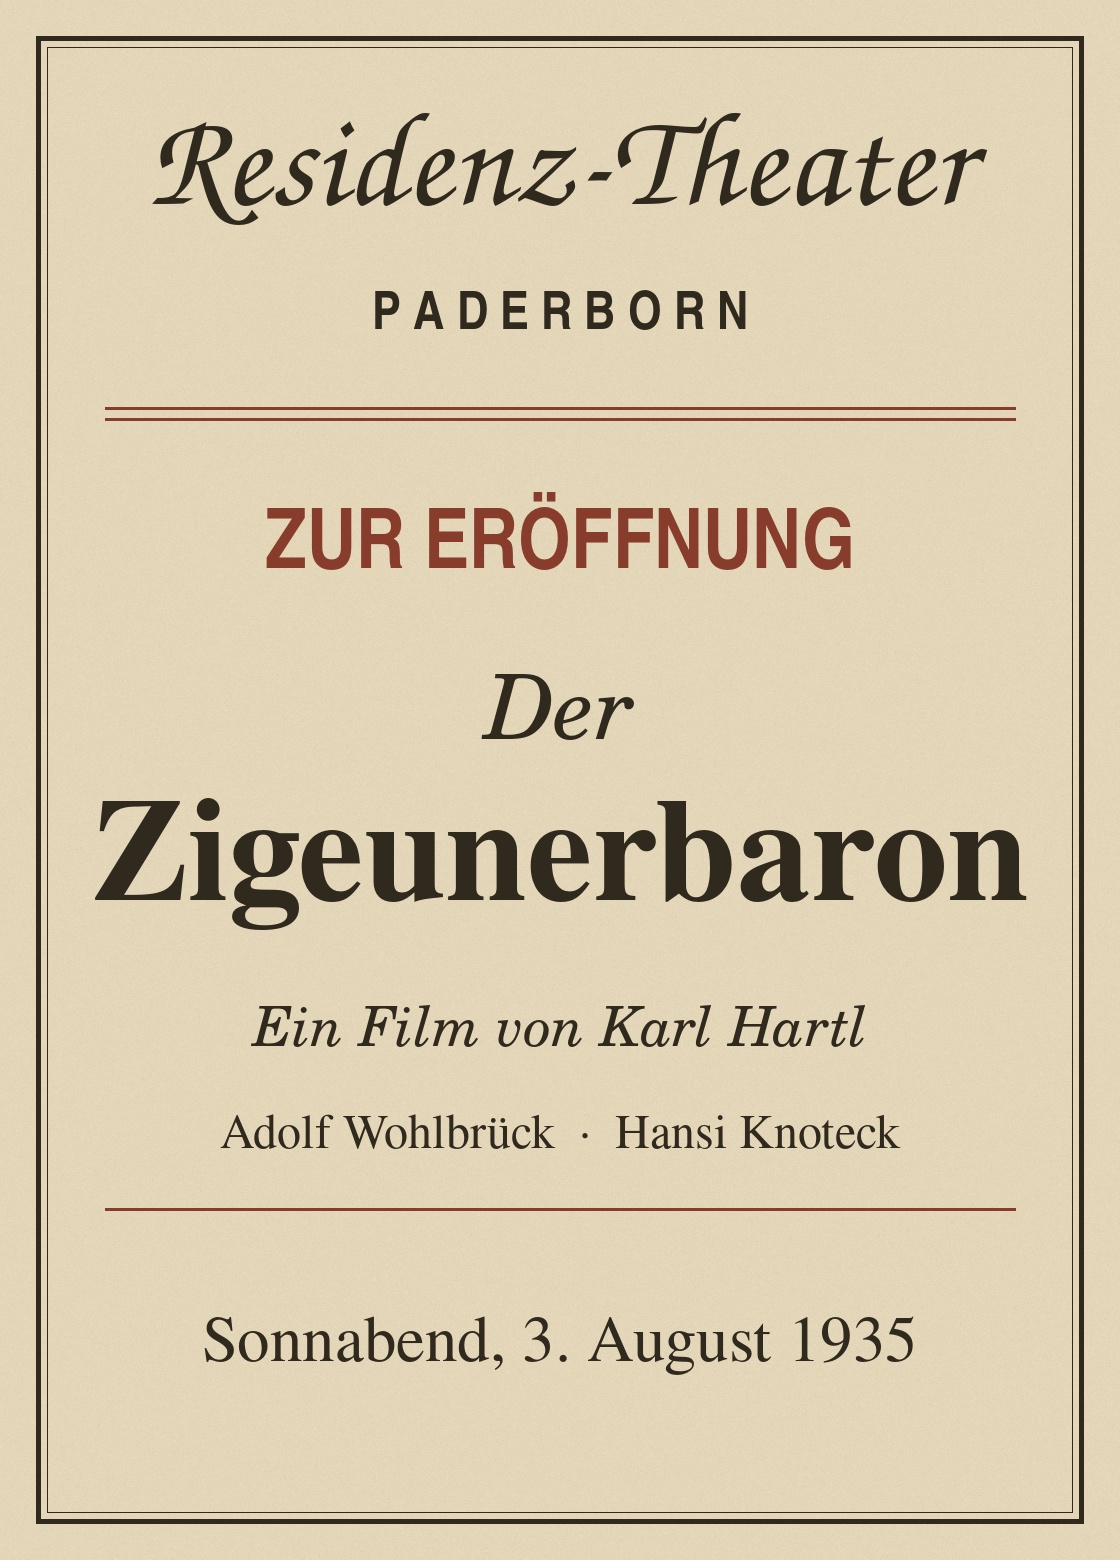 Residenz-Theater
PADERBORN
ZUR ERÖFFNUNG
Der
Zigeunerbaron
Ein Film von Karl Hartl
Adolf Wohlbrück · Hansi Knoteck
Sonnabend, 3. August 1935